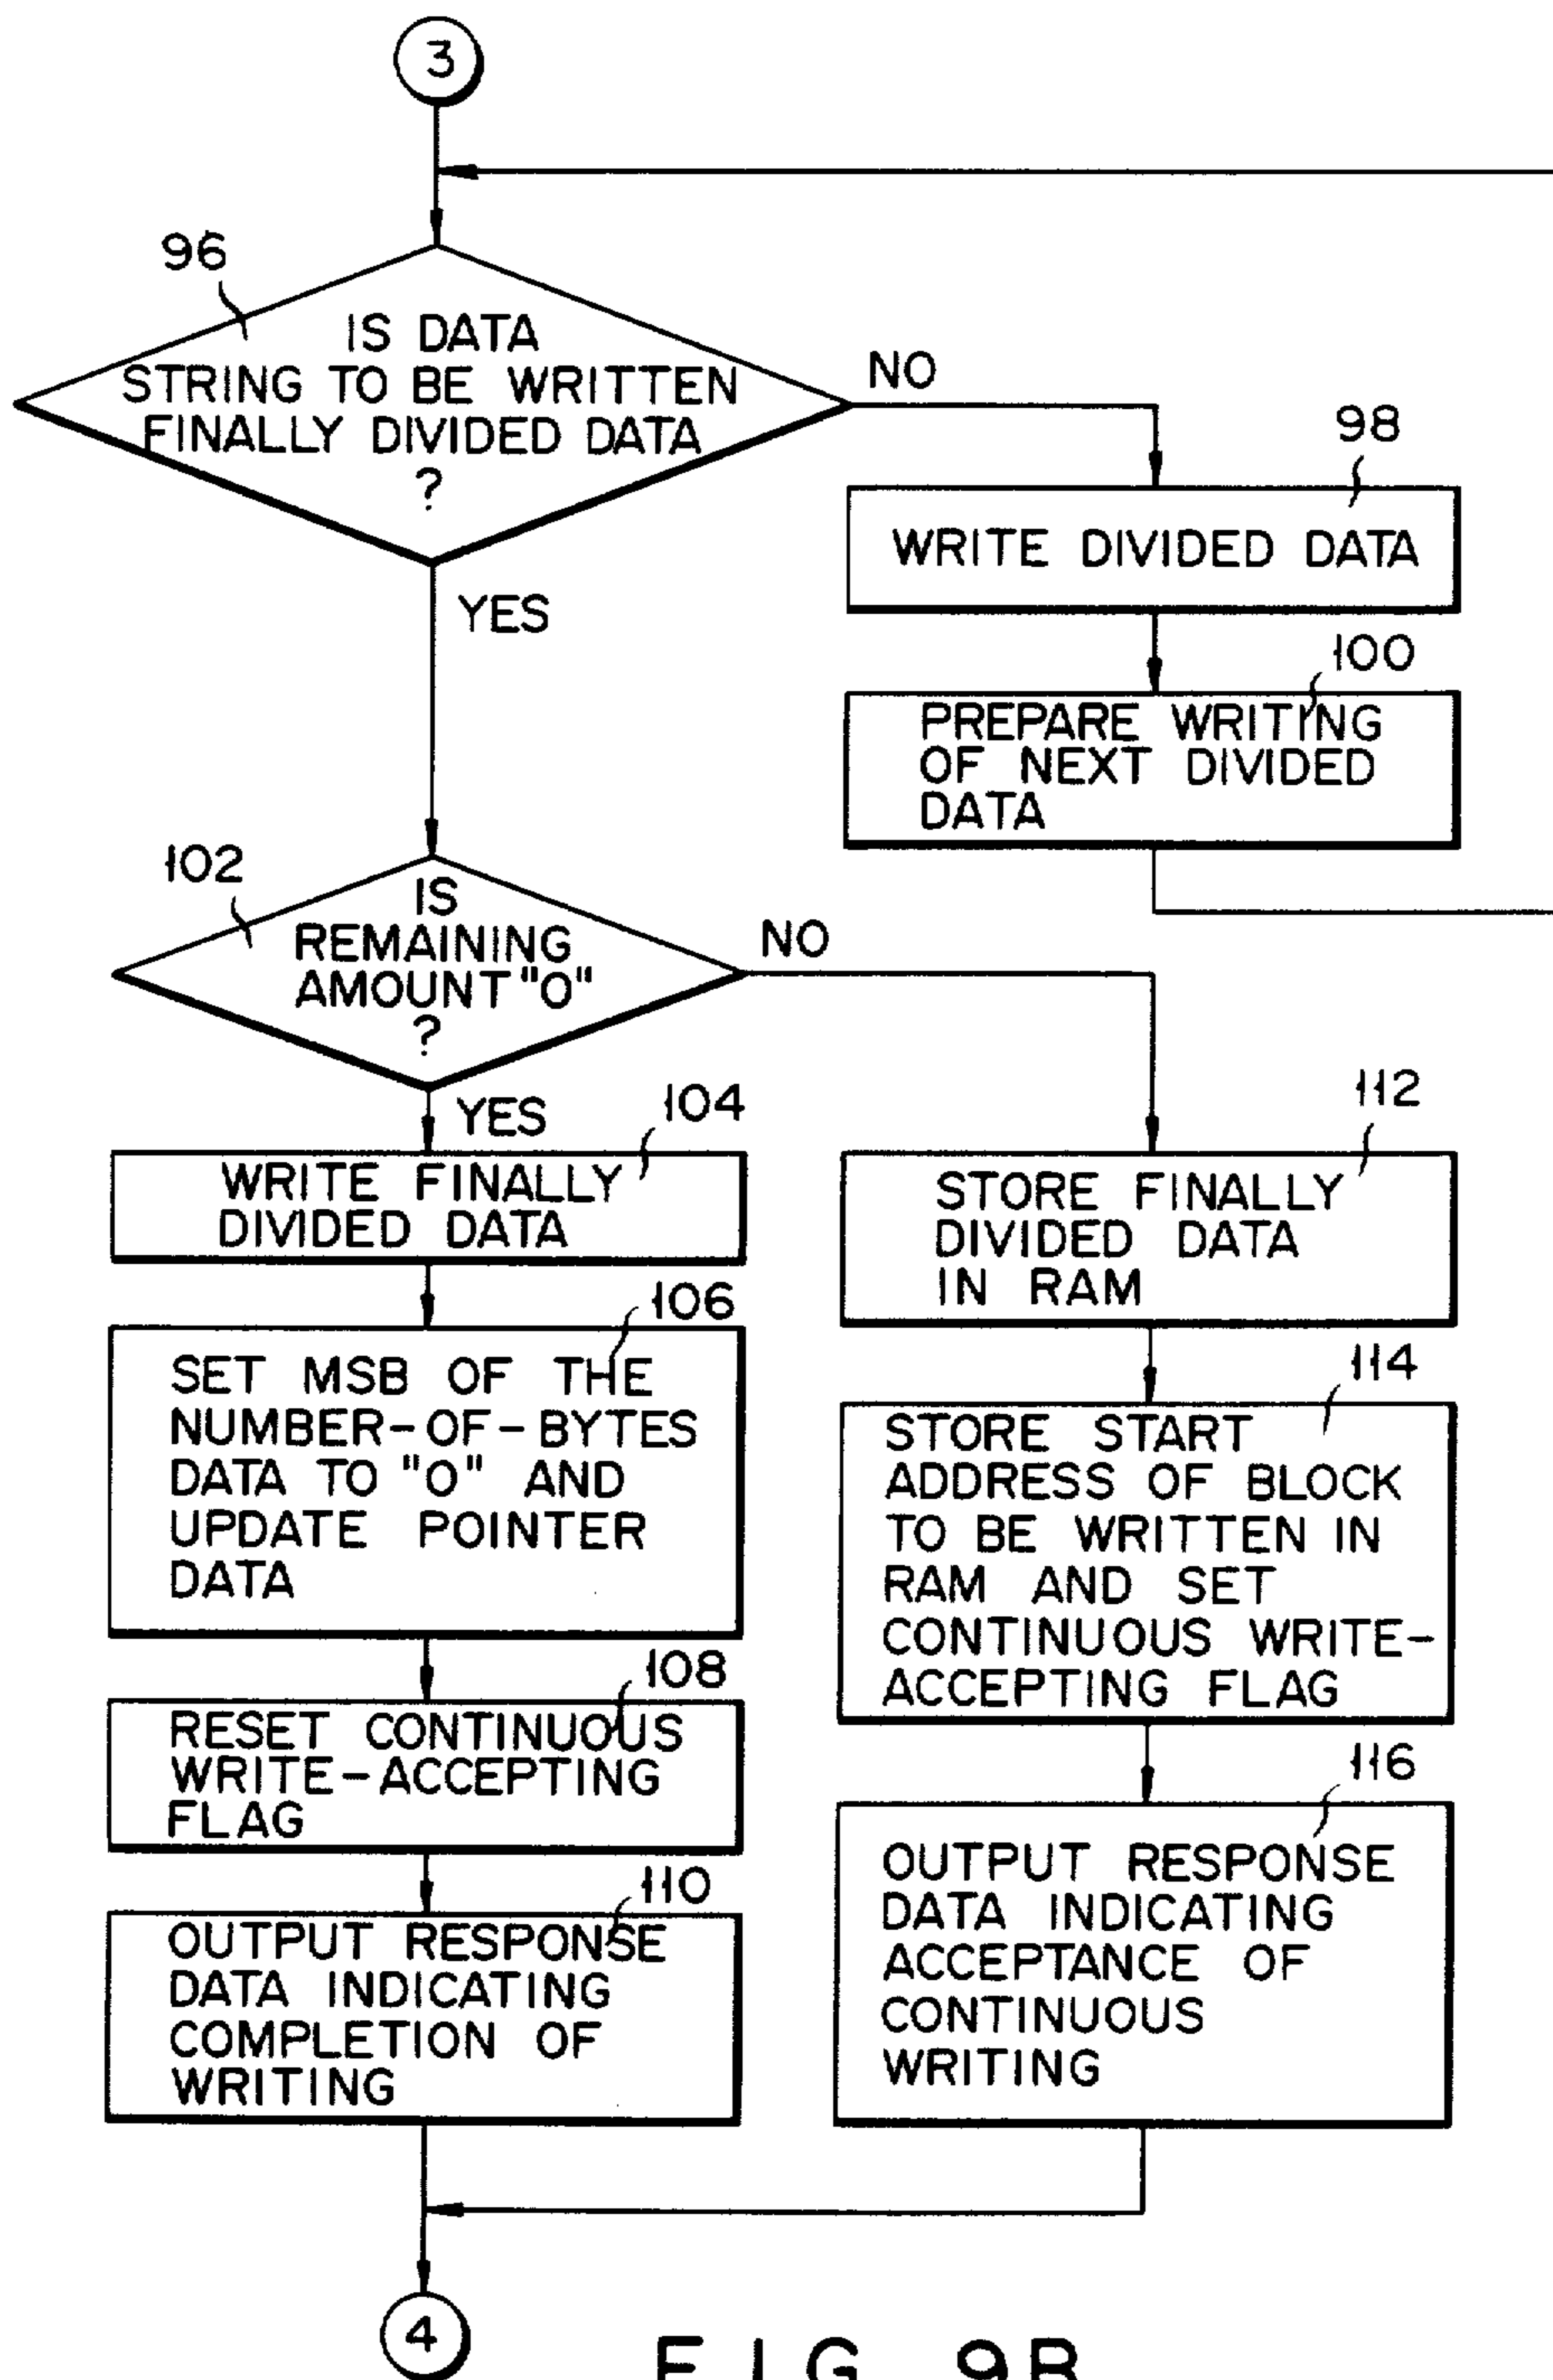 3
96
IS DATA
STRING TO BE WRITTEN
FINALLY DIVIDED DATA
?
NO
98
WRITE DIVIDED DATA
YES
100
PREPARE WRITING
OF NEXT DIVIDED
DATA
102
IS
REMAINING
AMOUNT "0"
?
NO
YES
104
WRITE FINALLY
DIVIDED DATA
112
STORE FINALLY
DIVIDED DATA
IN RAM
106
SET MSB OF THE
NUMBER-OF-BYTES
DATA TO "0" AND
UPDATE POINTER
DATA
114
STORE START
ADDRESS OF BLOCK
TO BE WRITTEN IN
RAM AND SET
CONTINUOUS WRITE-
ACCEPTING FLAG
108
RESET CONTINUOUS
WRITE-ACCEPTING
FLAG
116
OUTPUT RESPONSE
DATA INDICATING
ACCEPTANCE OF
CONTINUOUS
WRITING
110
OUTPUT RESPONSE
DATA INDICATING
COMPLETION OF
WRITING
4
FIG. 9B